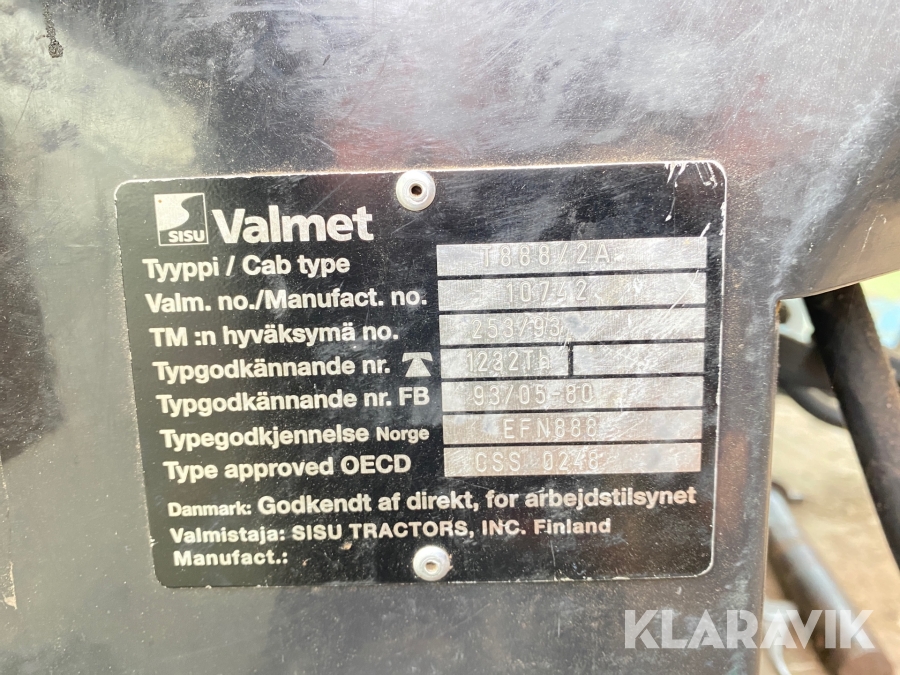 SISU Valmet
Tyyppi / Cab type T888/2A
Valm. no./Manufact. no. 10742
TM :n hyväksymä no. 253/93
Typgodkännande nr. 1232TA
Typgodkännande nr. FB 93/05-80
Typegodkjennelse Norge EFN888
Type approved OECD CSS 0248
Danmark: Godkendt af direkt, for arbejdstilsynet
Valmistaja: SISU TRACTORS, INC. Finland
Manufact.:
KLARAVIK